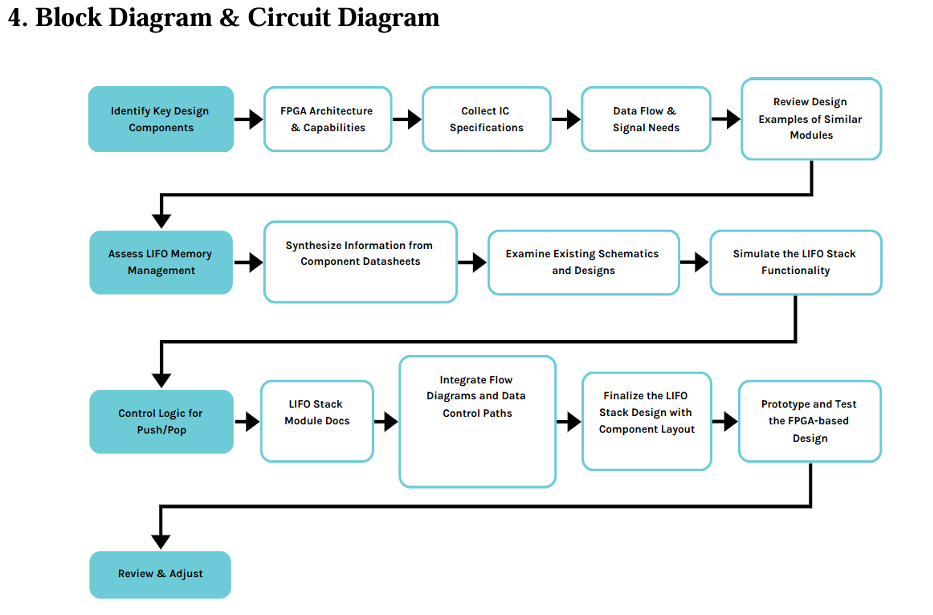 4. Block Diagram & Circuit Diagram
Identify Key Design
Components
FPGA Architecture
& Capabilities
Collect IC
Specifications
Data Flow &
Signal Needs
Review Design
Examples of Similar
Modules
Assess LIFO Memory
Management
Synthesize Information from
Component Datasheets
Examine Existing Schematics
and Designs
Simulate the LIFO Stack
Functionality
Control Logic for
Push/Pop
LIFO Stack
Module Docs
Integrate Flow
Diagrams and Data
Control Paths
Finalize the LIFO
Stack Design with
Component Layout
Prototype and Test
the FPGA-based
Design
Review & Adjust